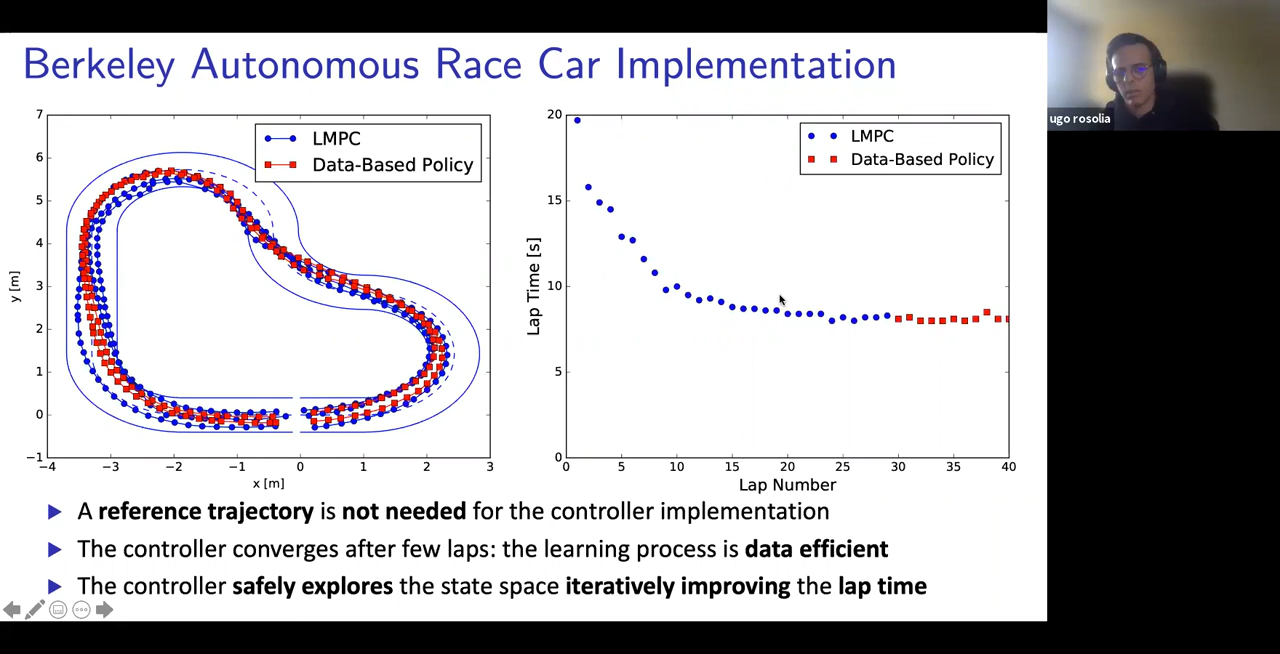 Berkeley Autonomous Race Car Implementation
ugo rosolia
LMPC
Data-Based Policy
7
6
5
4
3
2
1
0
−1
y [m]
−4 −3 −2 −1 0 1 2 3
x [m]
LMPC
Data-Based Policy
20
15
10
5
0
Lap Time [s]
0 5 10 15 20 25 30 35 40
Lap Number
A reference trajectory is not needed for the controller implementation
The controller converges after few laps: the learning process is data efficient
The controller safely explores the state space iteratively improving the lap time